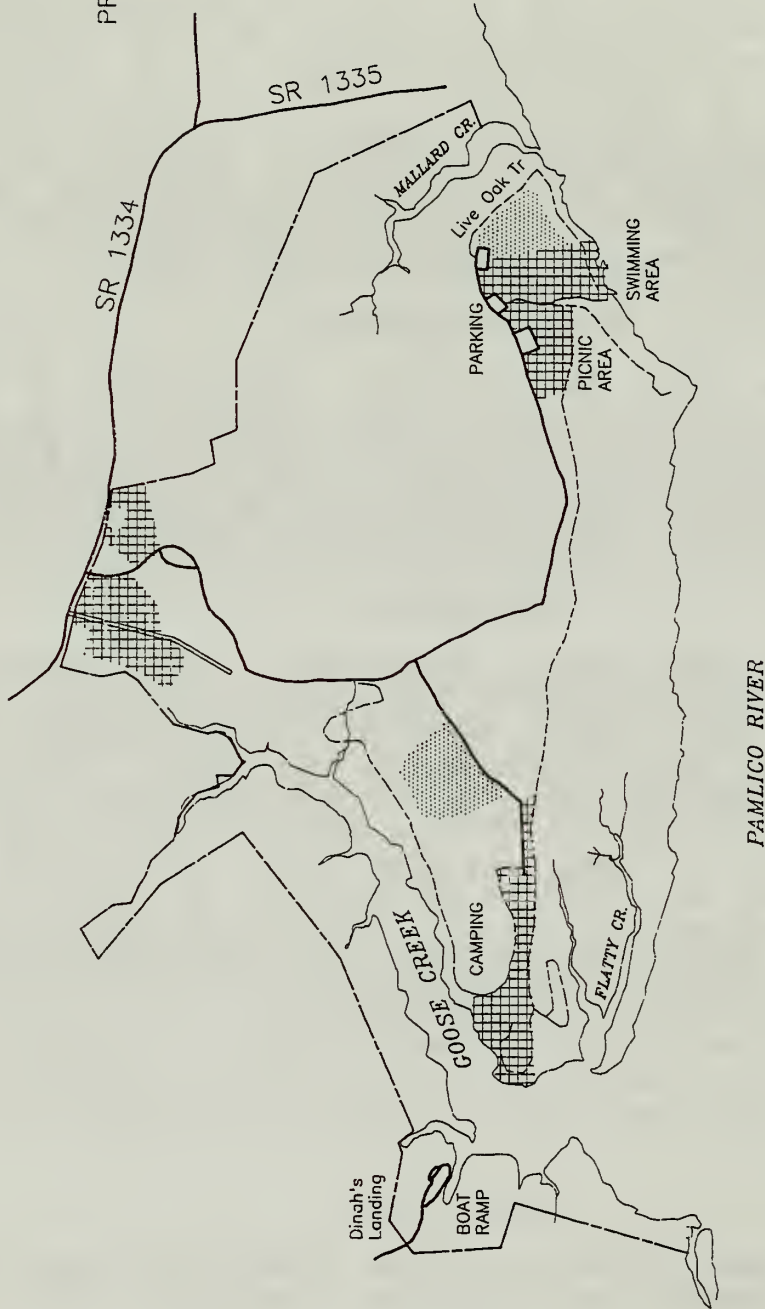 PR
SR 1335
SR 1334
MALLARD CR.
Live Oak Tr
PARKING
SWIMMING
AREA
PICNIC
AREA
GOOSE CREEK
CAMPING
FLATTY CR.
Dinah's
Landing
BOAT
RAMP
PAMLICO RIVER